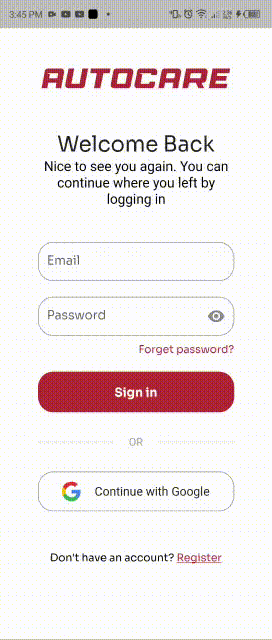 3:45 PM
AUTOCARE
Welcome Back
Nice to see you again. You can
continue where you left by
logging in
Email
Password
Forget password?
Sign in
OR
Continue with Google
Don't have an account? Register